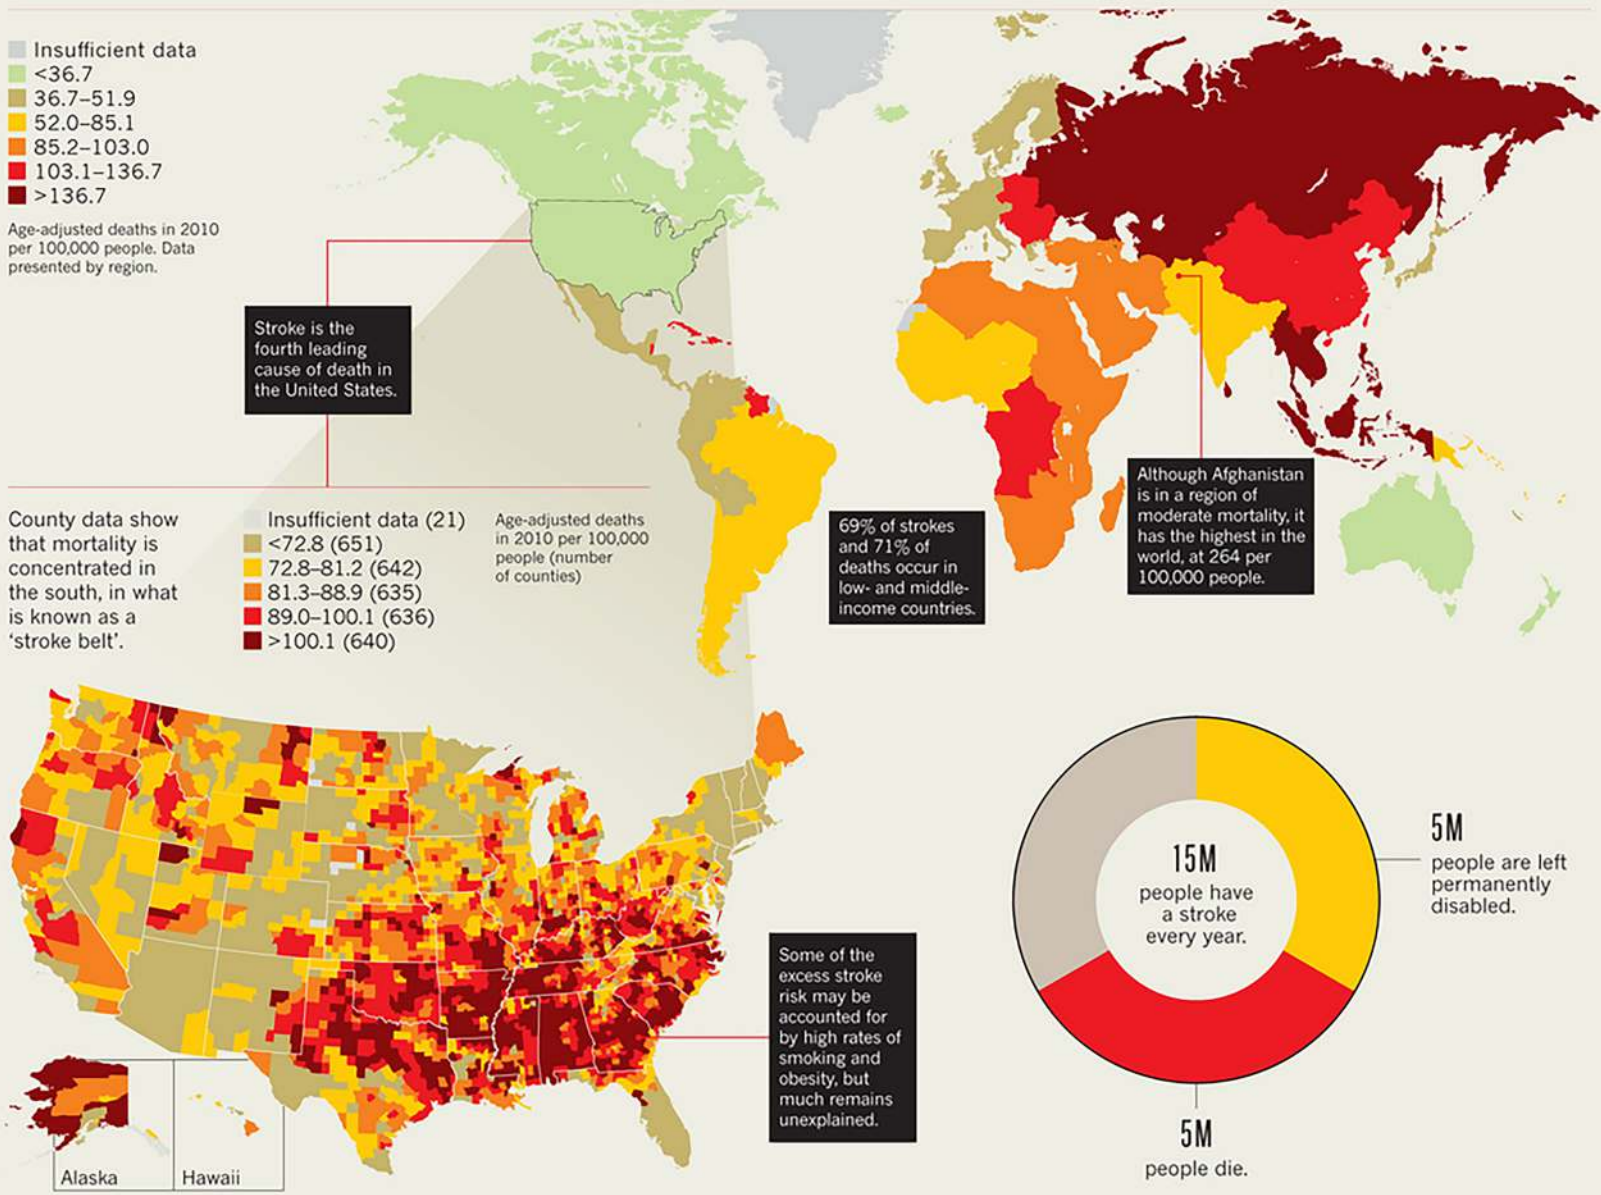 Insufficient data
<36.7
36.7–51.9
52.0–85.1
85.2–103.0
103.1–136.7
>136.7
Age-adjusted deaths in 2010
per 100,000 people. Data
presented by region.
Stroke is the
fourth leading
cause of death in
the United States.
County data show
that mortality is
concentrated in
the south, in what
is known as a
‘stroke belt’.
Insufficient data (21)
<72.8 (651)
72.8–81.2 (642)
81.3–88.9 (635)
89.0–100.1 (636)
>100.1 (640)
Age-adjusted deaths
in 2010 per 100,000
people (number
of counties)
69% of strokes
and 71% of
deaths occur in
low- and middle-
income countries.
Although Afghanistan
is in a region of
moderate mortality, it
has the highest in the
world, at 264 per
100,000 people.
Some of the
excess stroke
risk may be
accounted for
by high rates of
smoking and
obesity, but
much remains
unexplained.
Alaska
Hawaii
15M
people have
a stroke
every year.
5M
people are left
permanently
disabled.
5M
people die.